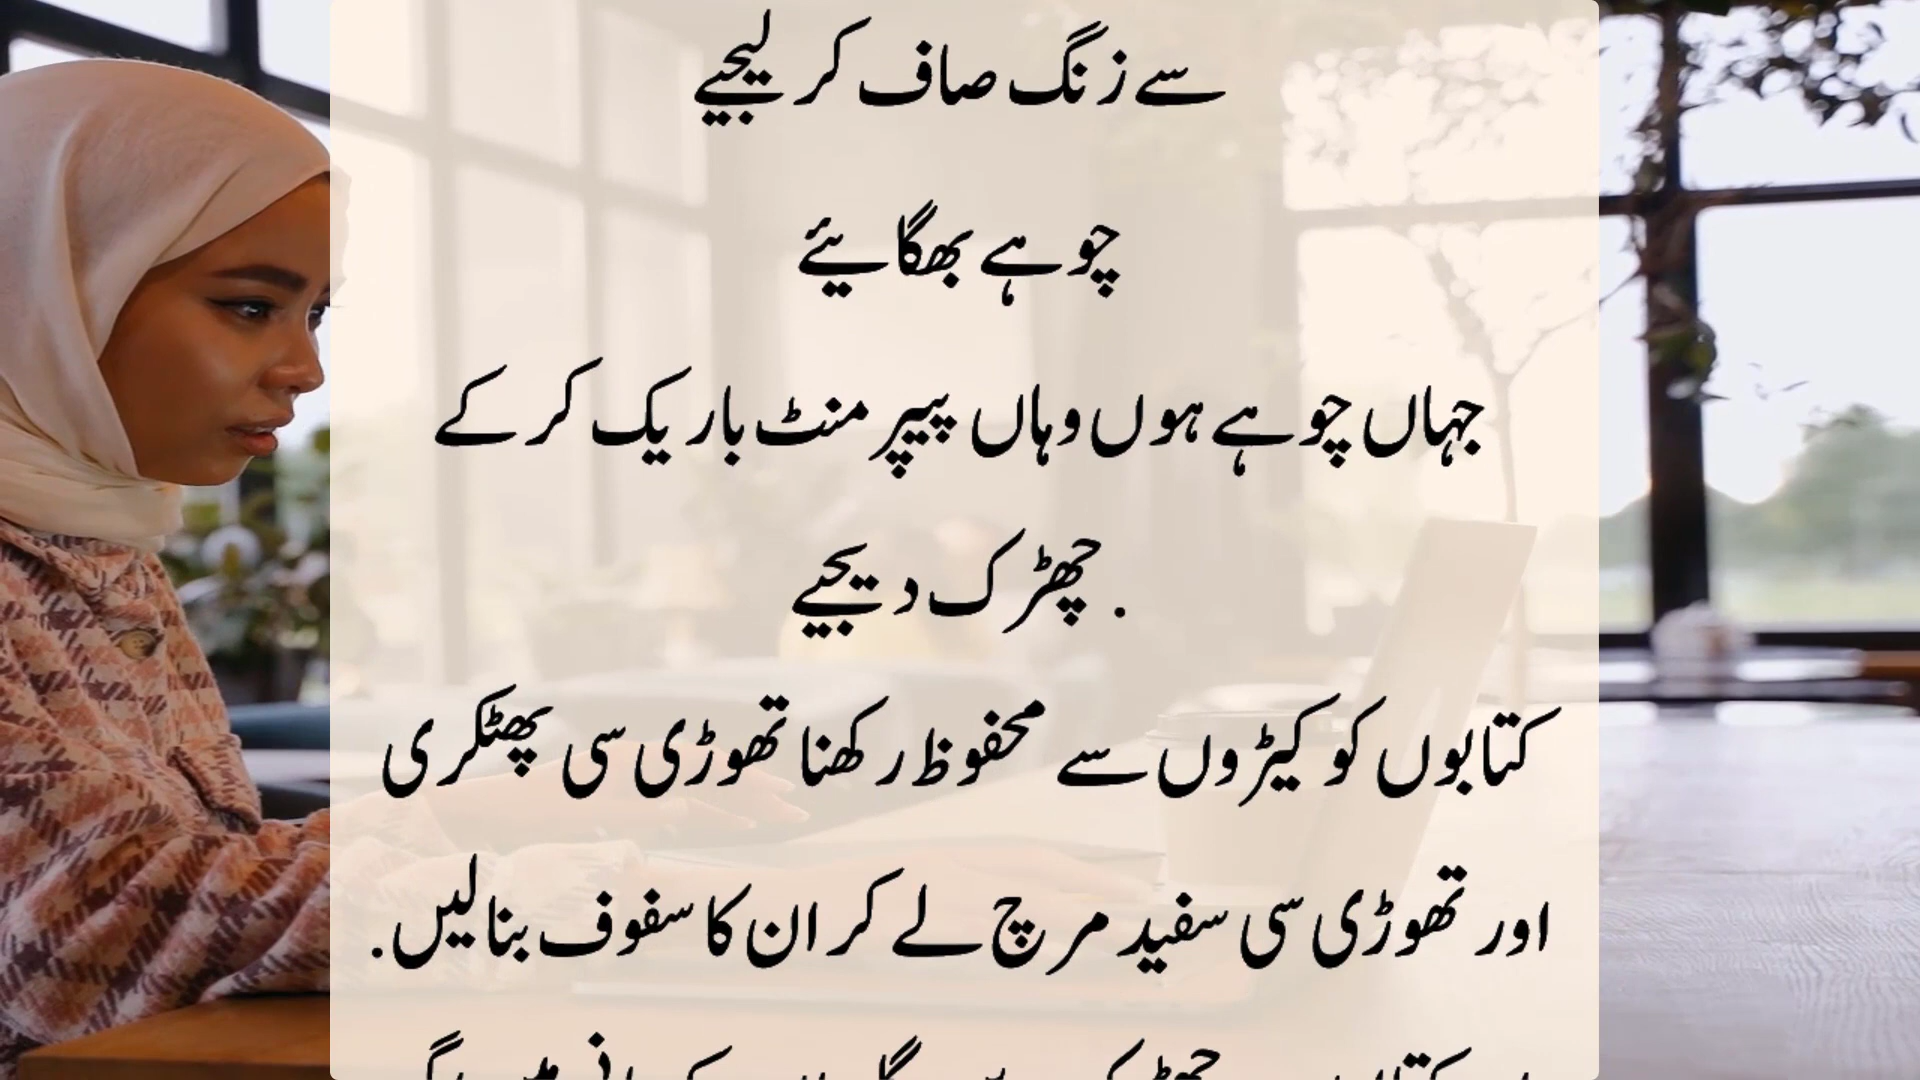 سے زنگ صاف کر لیجیے
چوہے بھگایئے
جہاں چوہے ہوں وہاں پیپر منٹ باریک کر کے
. چھڑک دیجیے
کتابوں کو کیڑوں سے محفوظ رکھنا تھوڑی سی پھٹکری
اور تھوڑی سی سفید مرچ لے کر ان کا سفوف بنا لیں.